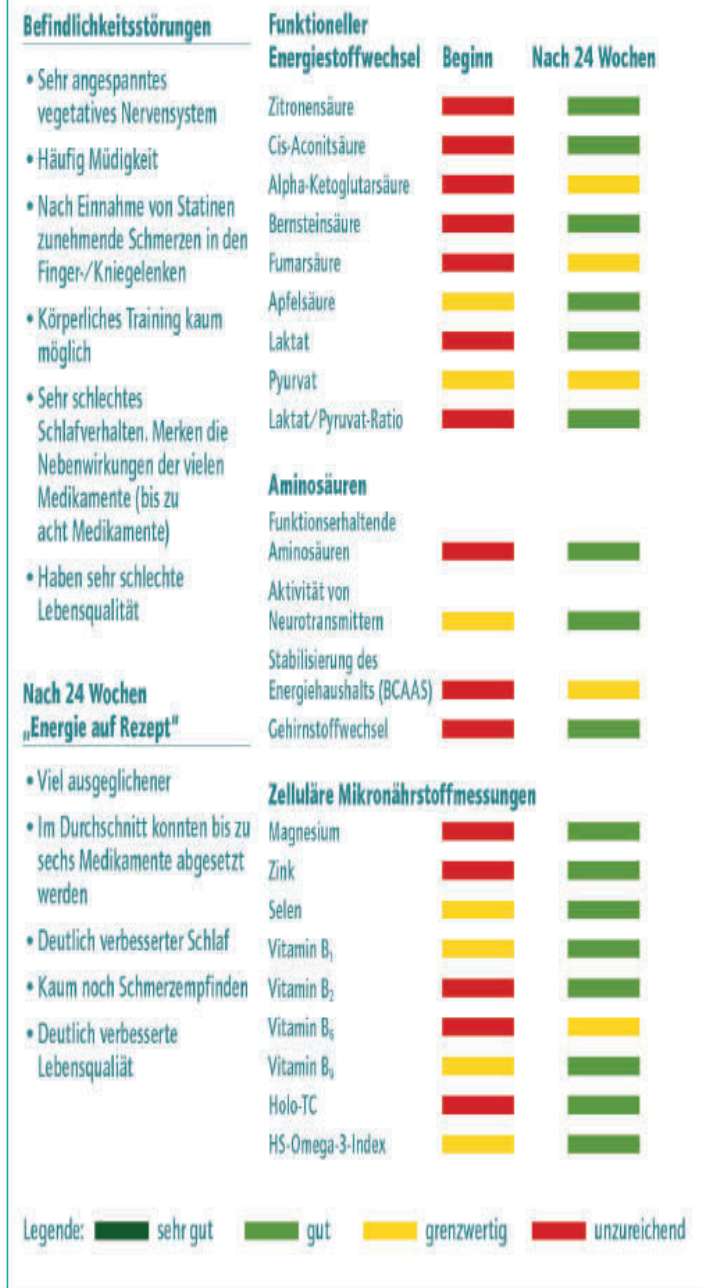 Befindlichkeitsstörungen
• Sehr angespanntes
vegetatives Nervensystem
• Häufig Müdigkeit
• Nach Einnahme von Statinen
zunehmende Schmerzen in den
Finger-/Kniegelenken
• Körperliches Training kaum
möglich
• Sehr schlechtes
Schlafverhalten. Merken die
Nebenwirkungen der vielen
Medikamente (bis zu
acht Medikamente)
• Haben sehr schlechte
Lebensqualität
Nach 24 Wochen
„Energie auf Rezept“
• Viel ausgeglichener
• Im Durchschnitt konnten bis zu
sechs Medikamente abgesetzt
werden
• Deutlich verbesserter Schlaf
• Kaum noch Schmerzempfinden
• Deutlich verbesserte
Lebensqualiät
Funktioneller
Energiestoffwechsel Beginn Nach 24 Wochen
Zitronensäure
Cis-Aconitsäure
Alpha-Ketoglutarsäure
Bernsteinsäure
Fumarsäure
Apfelsäure
Laktat
Pyurvat
Laktat/Pyruvat-Ratio
Aminosäuren
Funktionserhaltende
Aminosäuren
Aktivität von
Neurotransmittern
Stabilisierung des
Energiehaushalts (BCAAS)
Gehirnstoffwechsel
Zelluläre Mikronährstoffmessungen
Magnesium
Zink
Selen
Vitamin B₁
Vitamin B₂
Vitamin B₆
Vitamin B₉
Holo-TC
HS-Omega-3-Index
Legende: sehr gut gut grenzwertig unzureichend